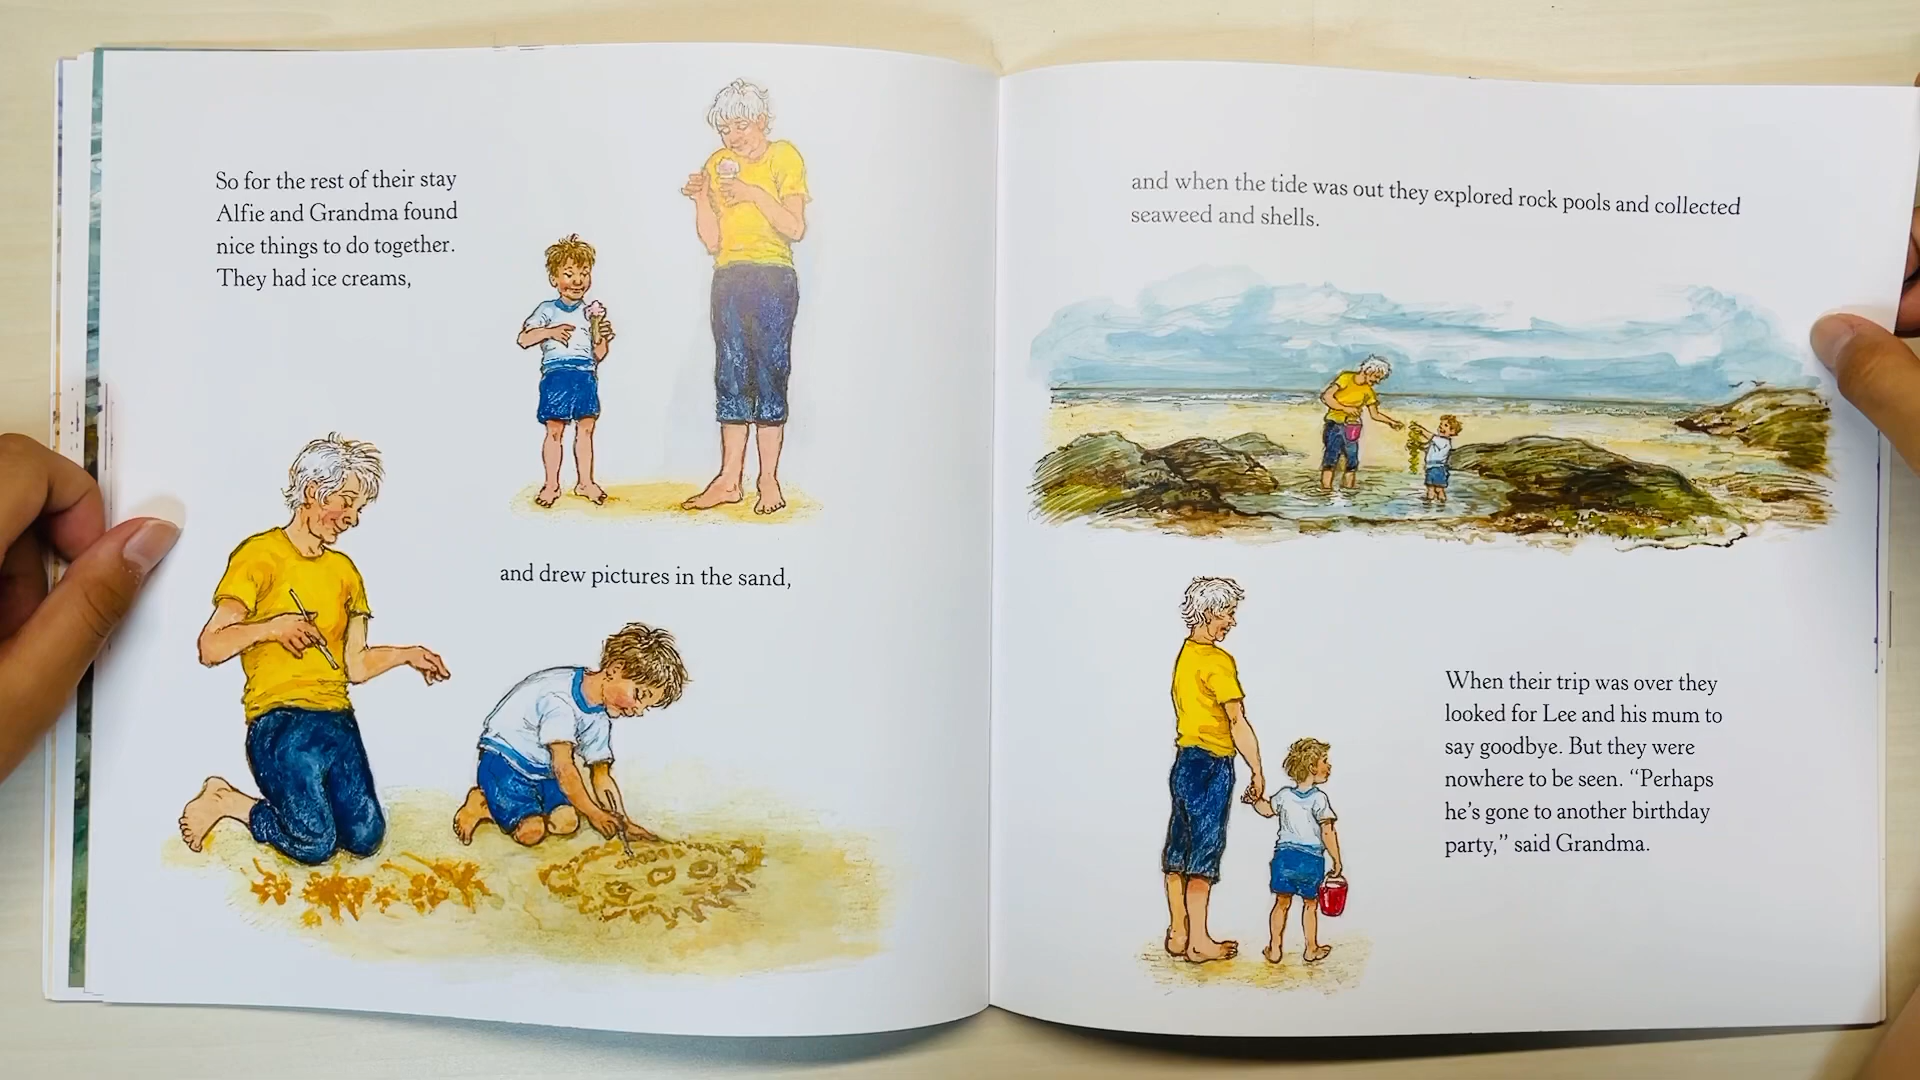 So for the rest of their stay
Alfie and Grandma found
nice things to do together.
They had ice creams,
and drew pictures in the sand,
and when the tide was out they explored rock pools and collected
seaweed and shells.
When their trip was over they
looked for Lee and his mum to
say goodbye. But they were
nowhere to be seen. “Perhaps
he’s gone to another birthday
party,” said Grandma.